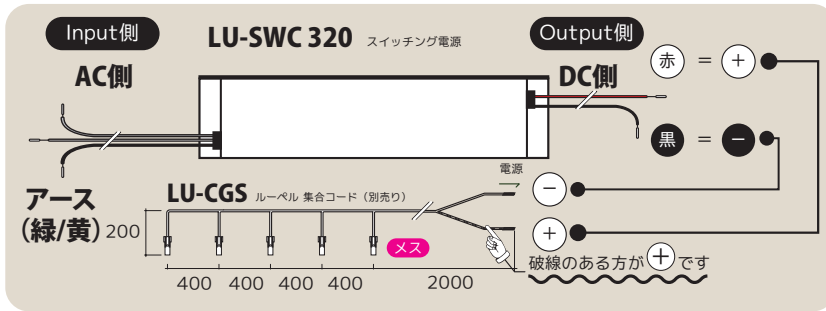 Input側
LU-SWC 320 スイッチング電源
Output側
AC側
DC側
赤 = +
黒 = −
アース
(緑/黄)
LU-CGS ルーペル 集合コード（別売り）
電源
−
+
200
メス
破線のある方が+です
400 400 400 400 2000